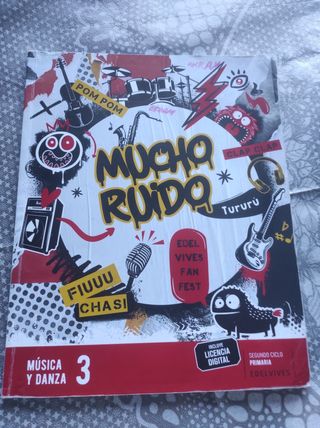 POM POM
MUCHO
RUIDO
CLAP CLAP
Tururú
EDEL
VIVES FAN
FEST
FIUUU
CHAS!
MÚSICA
Y DANZA 3
INCLUYE
LICENCIA
DIGITAL
SEGUNDO CICLO
PRIMARIA
EDELVIVES